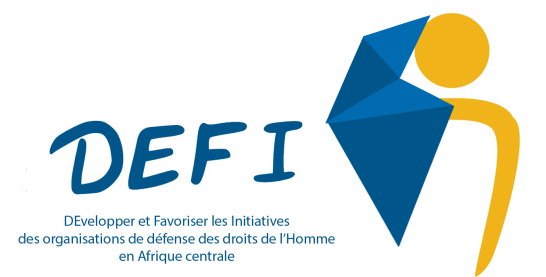 DEFI
DEvelopper et Favoriser les Initiatives
des organisations de défense des droits de l'Homme
en Afrique centrale